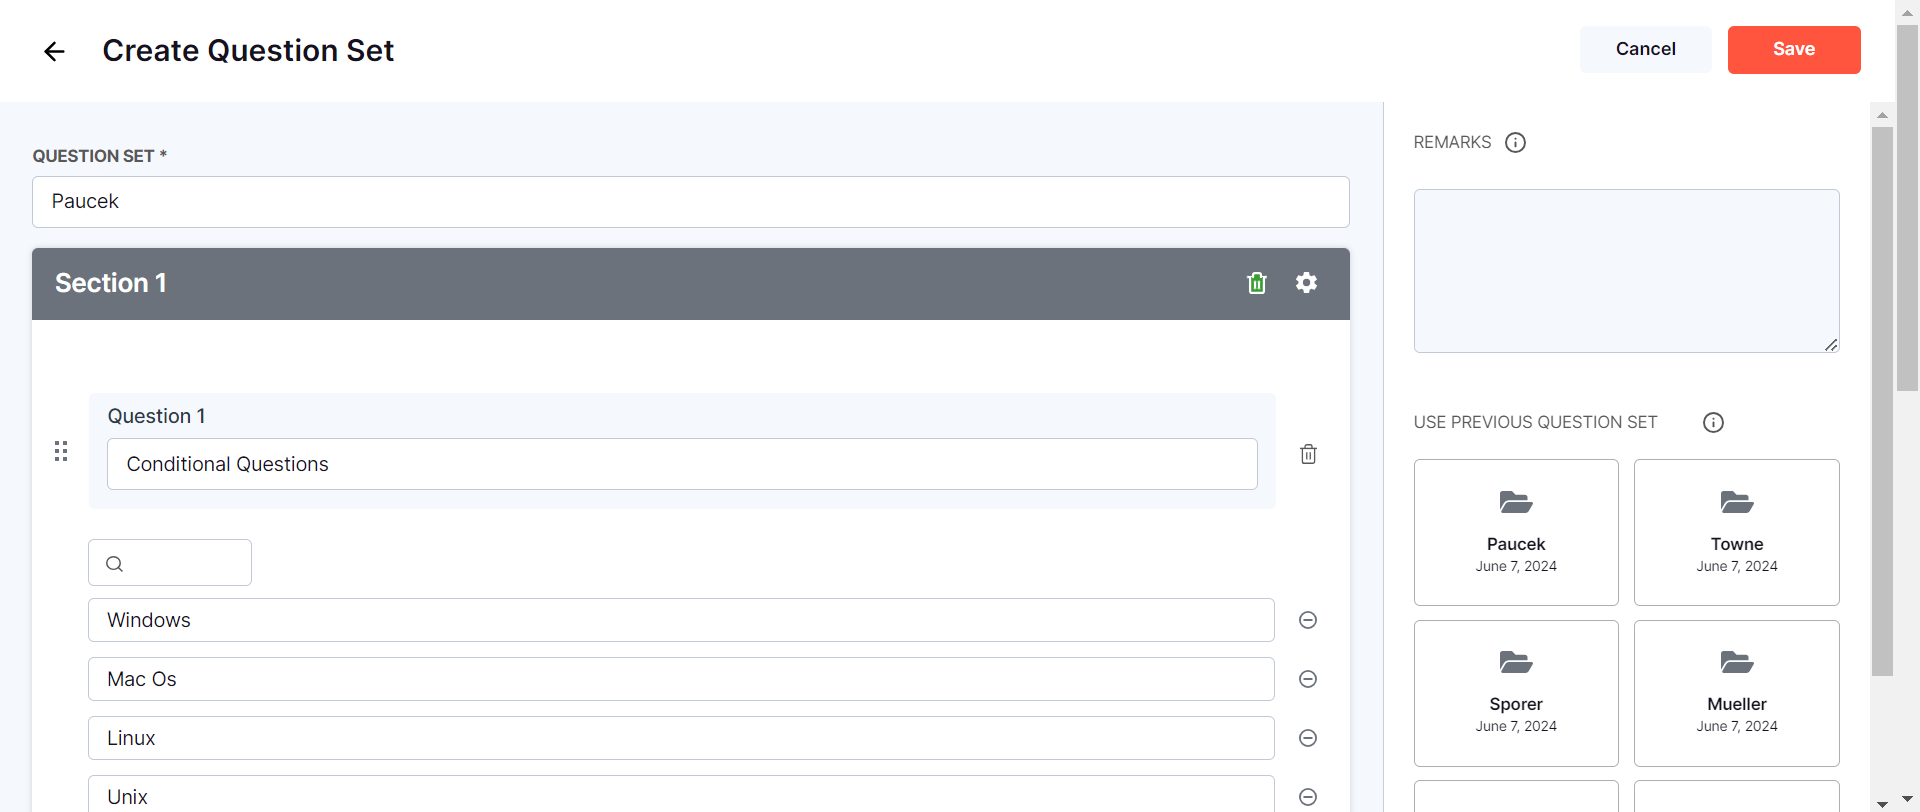 Create Question Set
Cancel
Save
QUESTION SET *
Paucek
Section 1
Question 1
Conditional Questions
Windows
Mac Os
Linux
Unix
REMARKS
USE PREVIOUS QUESTION SET
Paucek
June 7, 2024
Towne
June 7, 2024
Sporer
June 7, 2024
Mueller
June 7, 2024